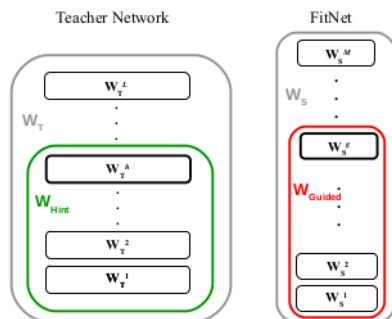 Teacher Network
W_T^L
W_T
W_T^h
W_Hint
W_T^2
W_T^1
FitNet
W_S^M
W_S
W_S^g
W_Guided
W_S^2
W_S^1